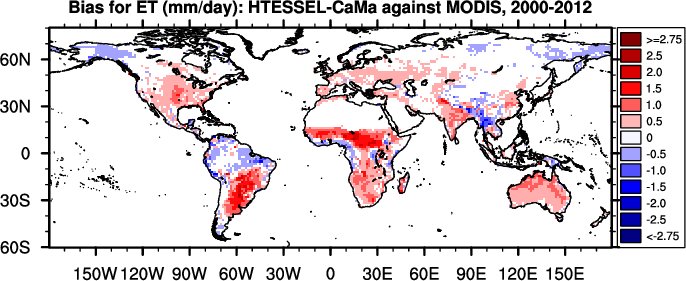 Bias for ET (mm/day): HTESSEL-CaMa against MODIS, 2000-2012
60N
30N
0
30S
60S
150W 120W 90W 60W 30W 0 30E 60E 90E 120E 150E
>=2.75
2.5
2.0
1.5
1.0
0.5
0
-0.5
-1.0
-1.5
-2.0
-2.5
<-2.75